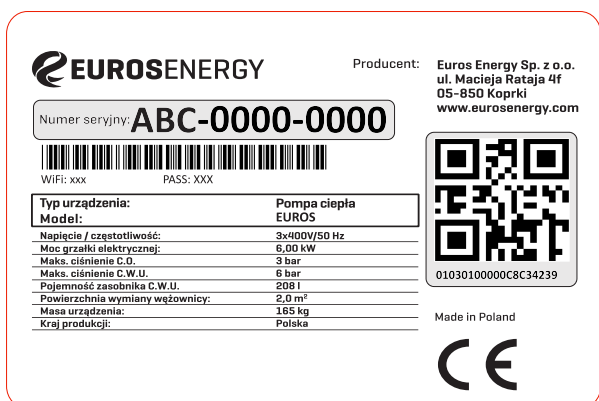 EUROSENERGY
Producent: Euros Energy Sp. z o.o.
ul. Macieja Rataja 4f
05-850 Koprki
www.eurosenergy.com
Numer seryjny: ABC-0000-0000
WiFi: xxx PASS: XXX
Typ urządzenia: Pompa ciepła
Model: EUROS
Napięcie / częstotliwość: 3x400V/50 Hz
Moc grzałki elektrycznej: 6,00 kW
Maks. ciśnienie C.O. 3 bar
Maks. ciśnienie C.W.U. 6 bar
Pojemność zasobnika C.W.U. 208 l
Powierzchnia wymiany wężownicy: 2,0 m²
Masa urządzenia: 165 kg
Kraj produkcji: Polska
01030100000C8C34239
Made in Poland
CE